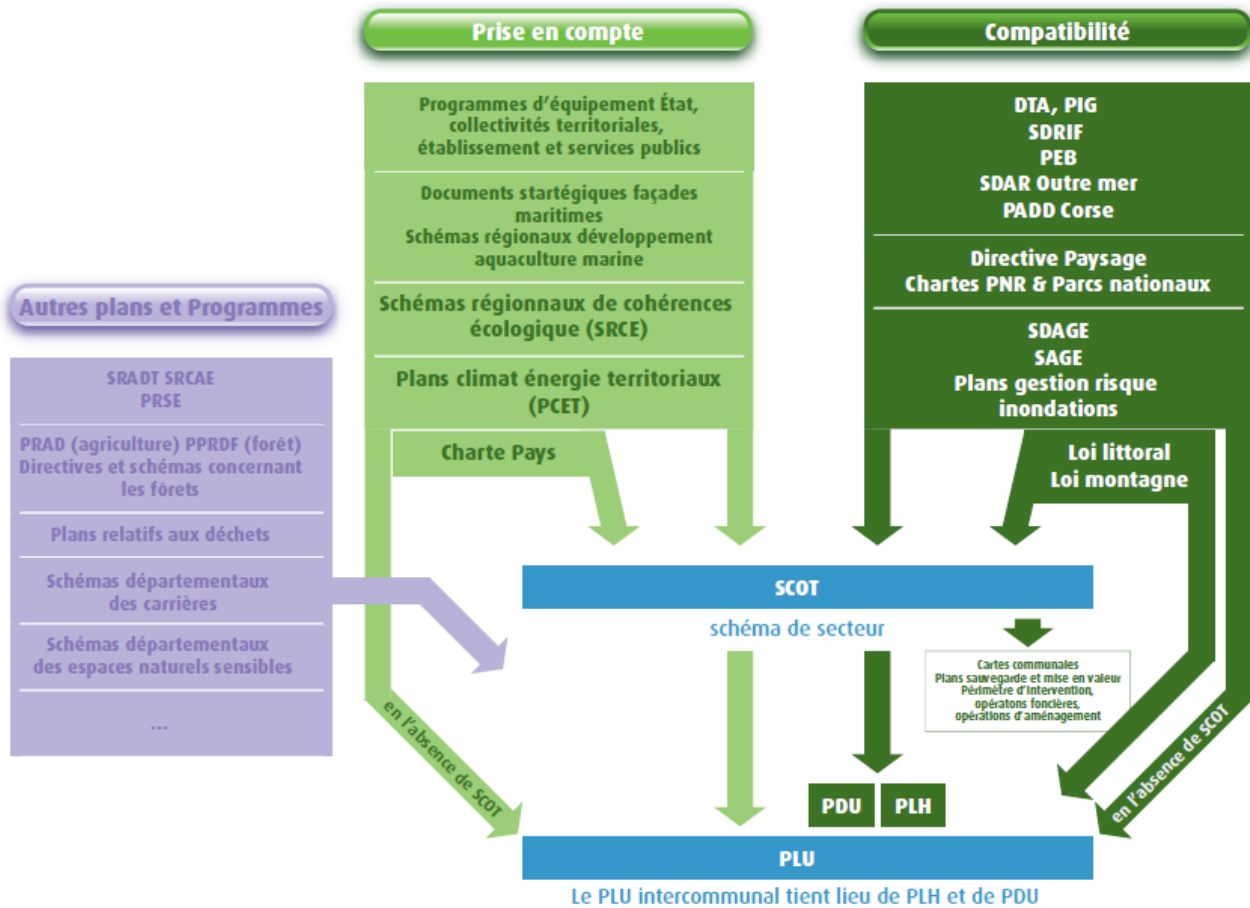 Prise en compte
Programmes d'équipement État,
collectivités territoriales,
établissement et services publics
Documents startégiques façades
maritimes
Schémas régionaux développement
aquaculture marine
Schémas régionnaux de cohérences
écologique (SRCE)
Plans climat énergie territoriaux
(PCET)
Charte Pays
en l'absence de SCOT
Compatibilité
DTA, PIG
SDRIF
PEB
SDAR Outre mer
PADD Corse
Directive Paysage
Chartes PNR & Parcs nationaux
SDAGE
SAGE
Plans gestion risque
inondations
Loi littoral
Loi montagne
en l'absence de SCOT
Autres plans et Programmes
SRADT SRCAE
PRSE
PRAD (agriculture) PPRDF (forêt)
Directives et schémas concernant
les fôrets
Plans relatifs aux déchets
Schémas départementaux
des carrières
Schémas départementaux
des espaces naturels sensibles
...
SCOT
schéma de secteur
Cartes communales
Plans sauvegarde et mise en valeur
Périmètre d'intervention,
opératons foncières,
opérations d'aménagement
PDU PLH
PLU
Le PLU intercommunal tient lieu de PLH et de PDU